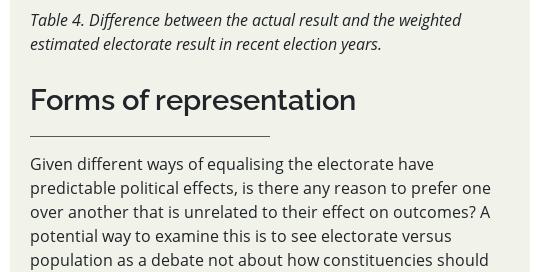 Table 4. Difference between the actual result and the weighted
estimated electorate result in recent election years.
Forms of representation
Given different ways of equalising the electorate have
predictable political effects, is there any reason to prefer one
over another that is unrelated to their effect on outcomes? A
potential way to examine this is to see electorate versus
population as a debate not about how constituencies should